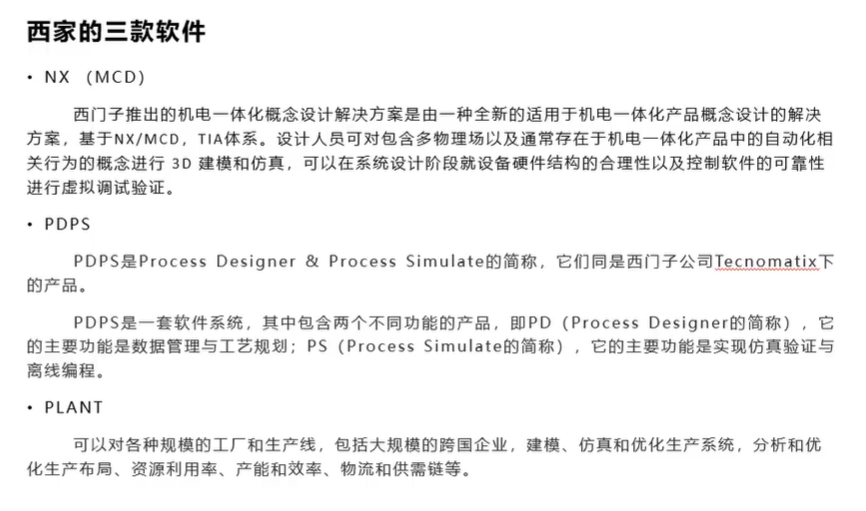 西家的三款软件
• NX （MCD）
西门子推出的机电一体化概念设计解决方案是由一种全新的适用于机电一体化产品概念设计的解决
方案，基于NX/MCD，TIA体系。设计人员可对包含多物理场以及通常存在于机电一体化产品中的自动化相
关行为的概念进行 3D 建模和仿真，可以在系统设计阶段就设备硬件结构的合理性以及控制软件的可靠性
进行虚拟调试验证。
• PDPS
PDPS是Process Designer & Process Simulate的简称，它们同是西门子公司Tecnomatix下
的产品。
PDPS是一套软件系统，其中包含两个不同功能的产品，即PD（Process Designer的简称），它
的主要功能是数据管理与工艺规划；PS（Process Simulate的简称），它的主要功能是实现仿真验证与
离线编程。
• PLANT
可以对各种规模的工厂和生产线，包括大规模的跨国企业，建模、仿真和优化生产系统，分析和优
化生产布局、资源利用率、产能和效率、物流和供需链等。